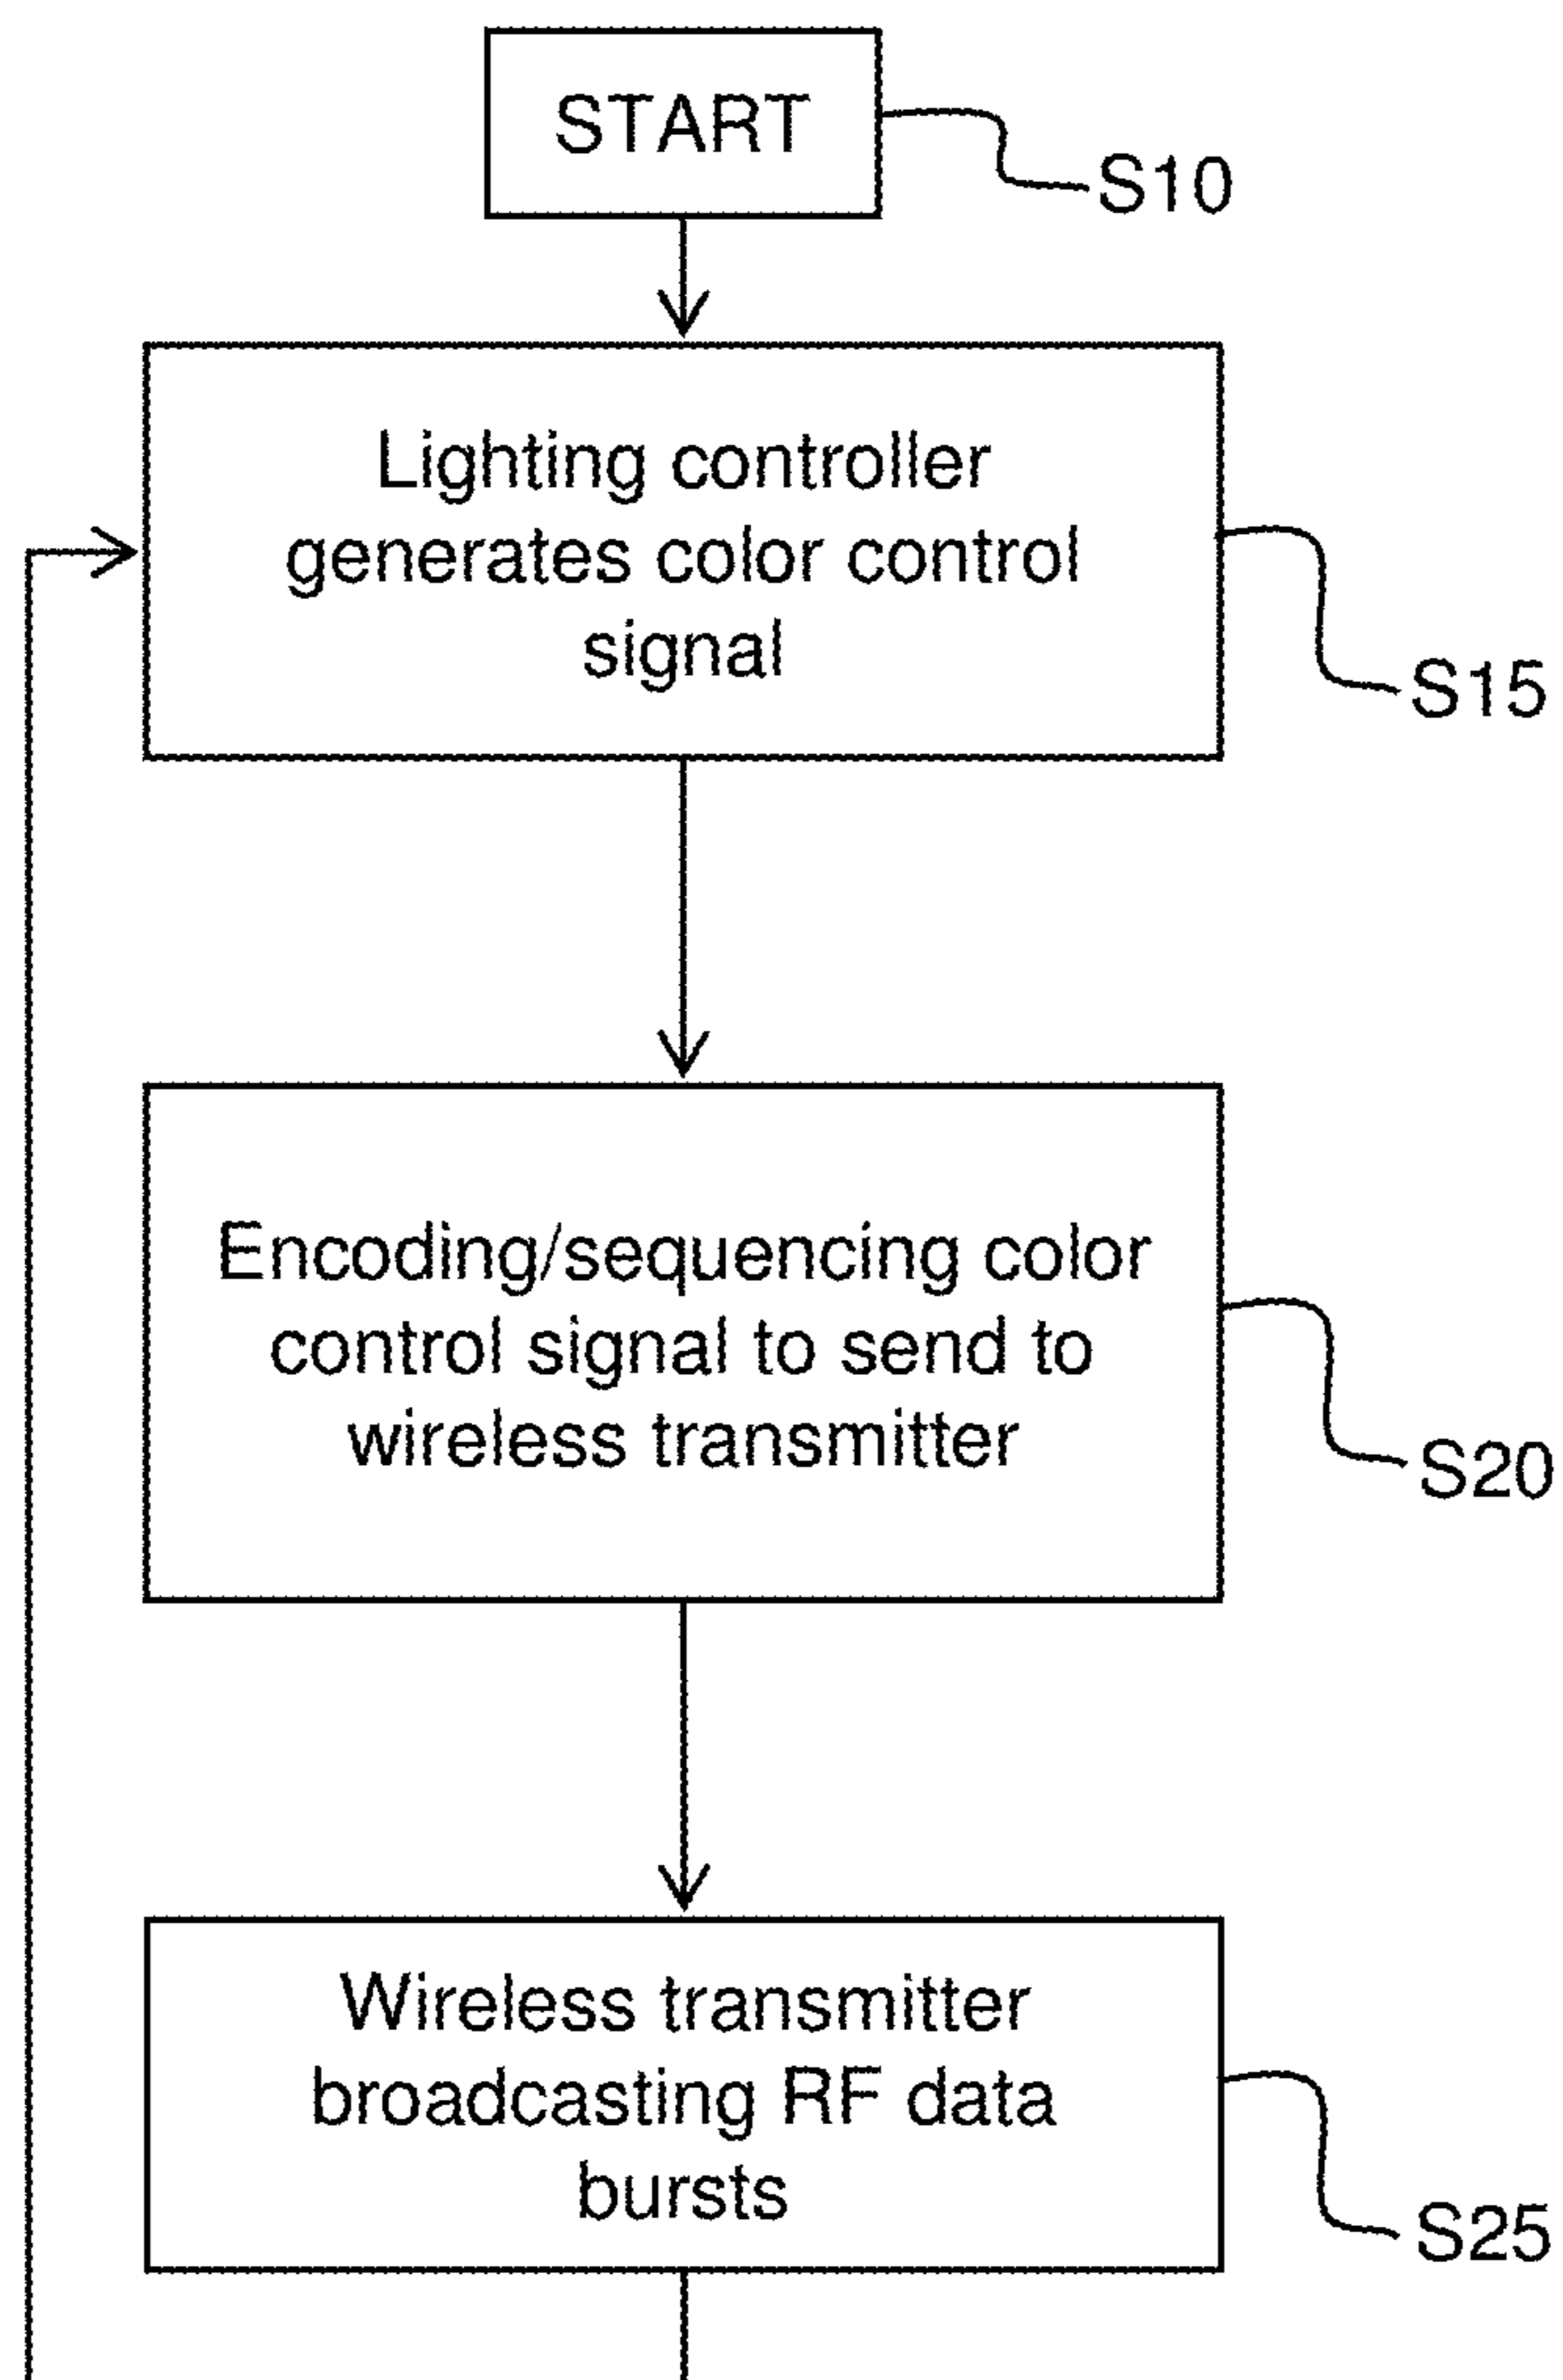 START
S10
Lighting controller
generates color control
signal
S15
Encoding/sequencing color
control signal to send to
wireless transmitter
S20
Wireless transmitter
broadcasting RF data
bursts
S25